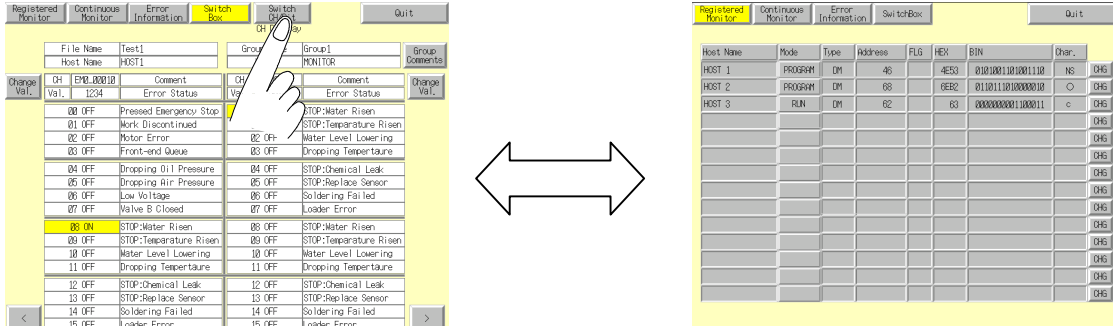 Registered Monitor
Continuous Monitor
Error Information
Switch Box
Switch
Quit
File Name Test1
Host Name HOST1
Group1
MONITOR
Group Comments
Change Val.
CH EM0_00010 Comment
Val. 1234 Error Status
00 OFF Pressed Emergency Stop
01 OFF Work Discontinued
02 OFF Motor Error
03 OFF Front-end Queue
04 OFF Dropping Oil Pressure
05 OFF Dropping Air Pressure
06 OFF Low Voltage
07 OFF Valve B Closed
08 ON STOP:Water Risen
09 OFF STOP:Temparature Risen
10 OFF Water Level Lowering
11 OFF Dropping Tempertaure
12 OFF STOP:Chemical Leak
13 OFF STOP:Replace Sensor
14 OFF Soldering Failed
15 OFF Loader Error
Comment
Error Status
STOP:Water Risen
STOP:Temparature Risen
Water Level Lowering
03 OFF Dropping Tempertaure
04 OFF STOP:Chemical Leak
05 OFF STOP:Replace Sensor
06 OFF Soldering Failed
07 OFF Loader Error
08 OFF STOP:Water Risen
09 OFF STOP:Temparature Risen
10 OFF Water Level Lowering
11 OFF Dropping Tempertaure
12 OFF STOP:Chemical Leak
13 OFF STOP:Replace Sensor
14 OFF Soldering Failed
15 OFF Loader Error
Change Val.
< >
Registered Monitor
Continuous Monitor
Error Information
SwitchBox
Quit
Host Name Mode Type Address FLG HEX BIN Char.
HOST 1 PROGRAM DM 46 4E53 0101001101001110 NS CHG
HOST 2 PROGRAM DM 68 6EB2 0110111010000010 O CHG
HOST 3 RUN DM 62 63 0000000001100011 c CHG
CHG
CHG
CHG
CHG
CHG
CHG
CHG
CHG
CHG
CHG
CHG